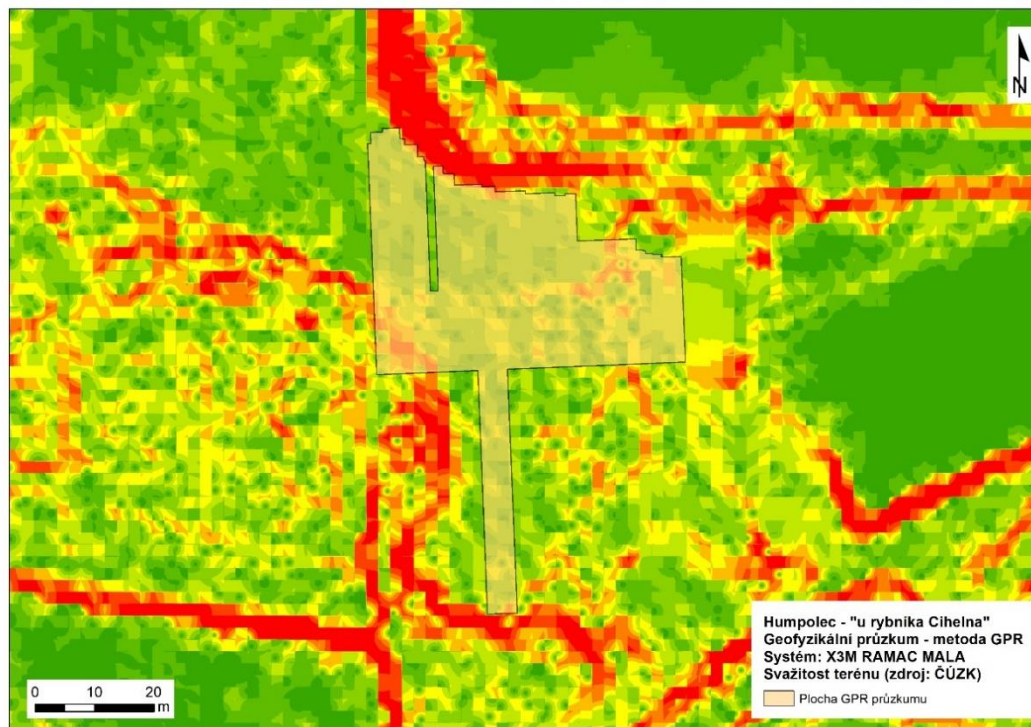 N
Humpolec - "u rybníka Cihelna"
Geofyzikální průzkum - metoda GPR
Systém: X3M RAMAC MALA
Svažitost terénu (zdroj: ČÚZK)
Plocha GPR průzkumu
0 10 20
m